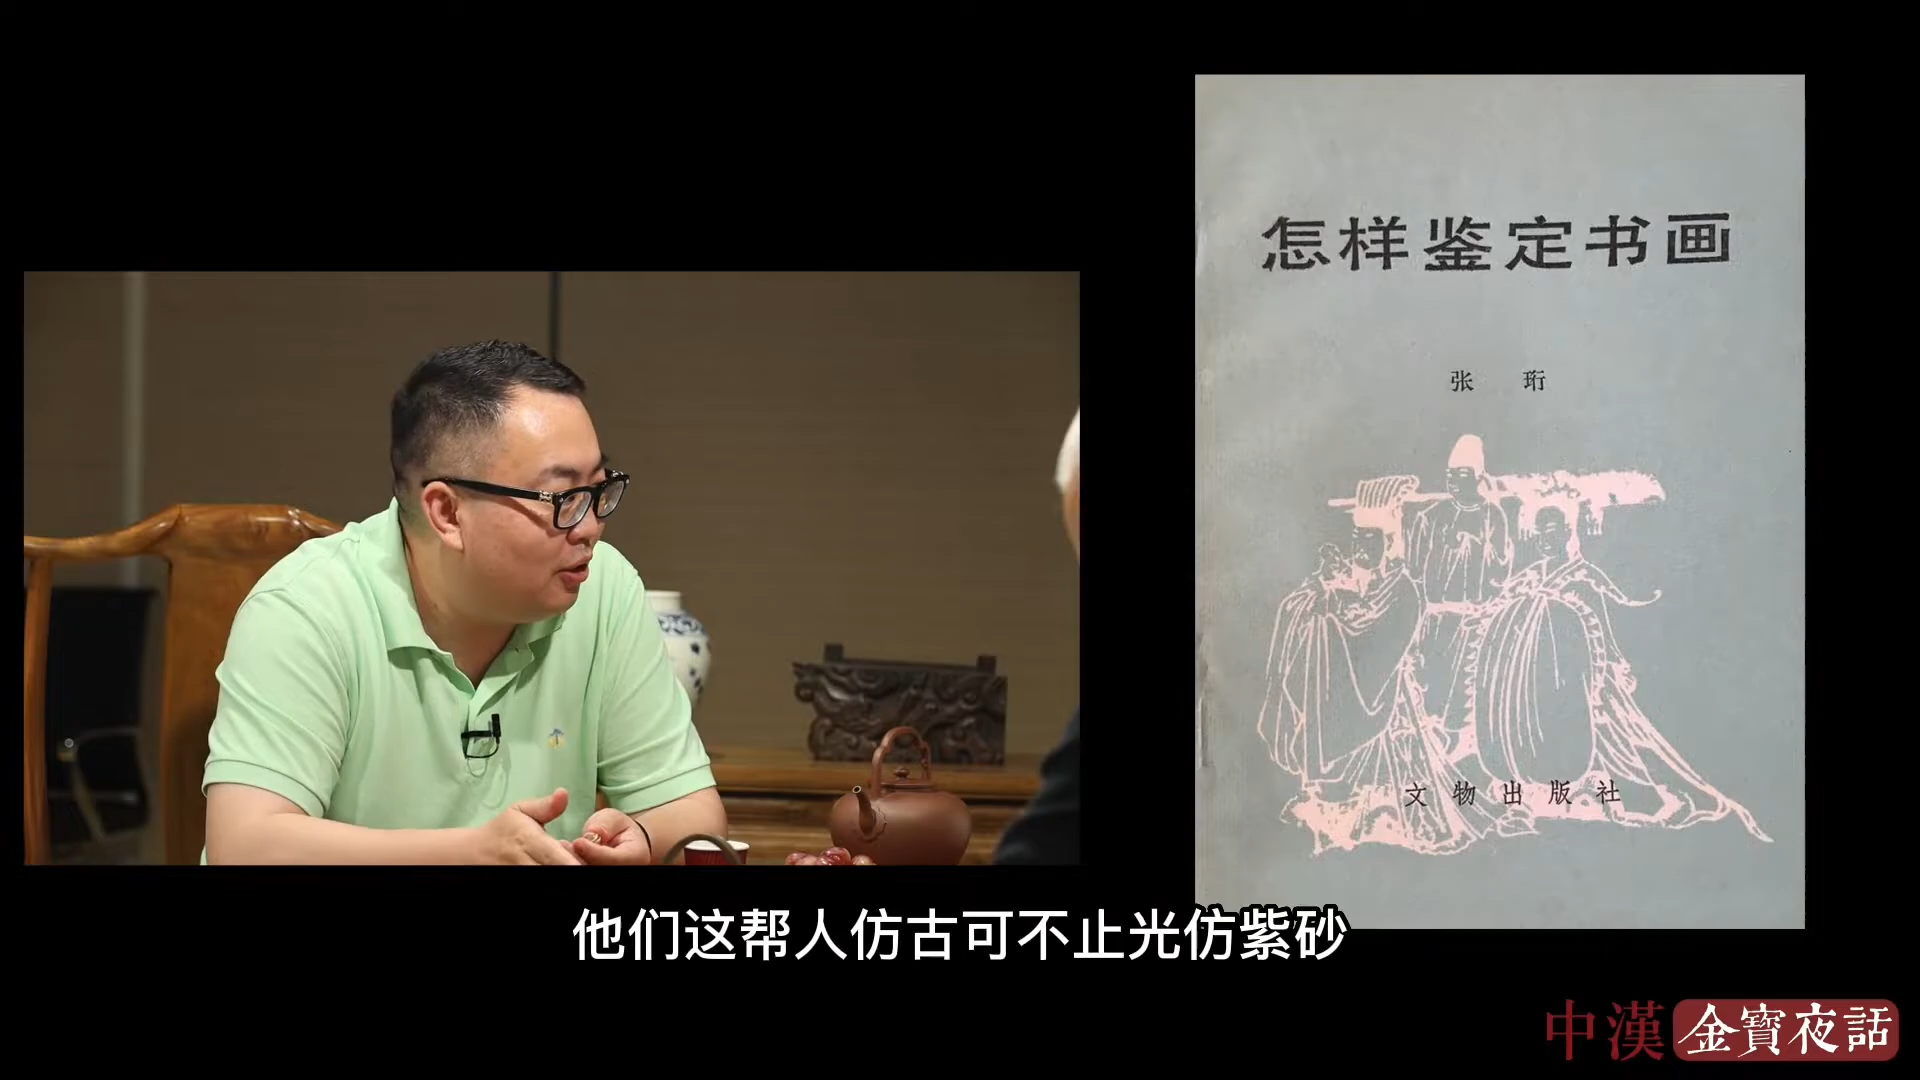 怎样鉴定书画
张珩
文物出版社
他们这帮人仿古可不止光仿紫砂
中漢 金寶夜話